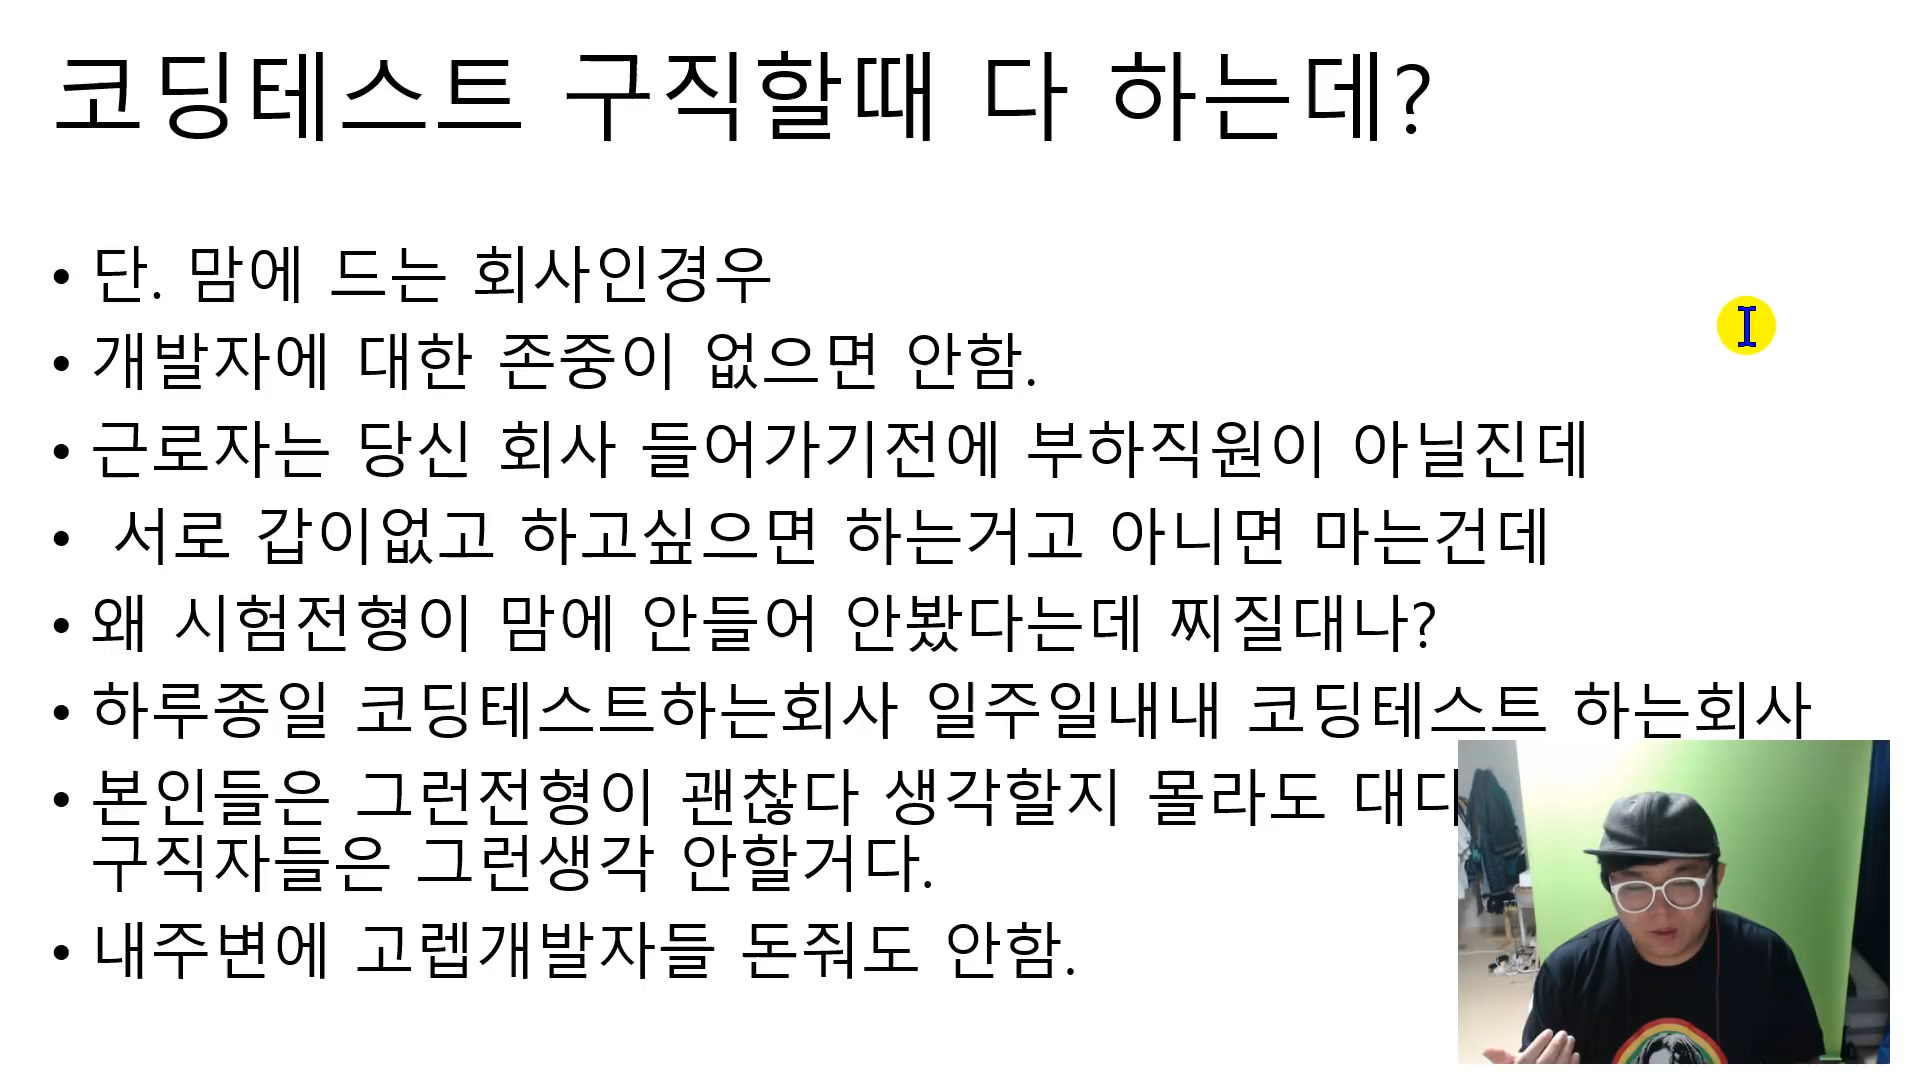 코딩테스트 구직할때 다 하는데?
• 단. 맘에 드는 회사인경우
• 개발자에 대한 존중이 없으면 안함.
• 근로자는 당신 회사 들어가기전에 부하직원이 아닐진데
• 서로 갑이없고 하고싶으면 하는거고 아니면 마는건데
• 왜 시험전형이 맘에 안들어 안봤다는데 찌질대나?
• 하루종일 코딩테스트하는회사 일주일내내 코딩테스트 하는회사
• 본인들은 그런전형이 괜찮다 생각할지 몰라도
구직자들은 그런생각 안할거다.
• 내주변에 고렙개발자들 돈줘도 안함.